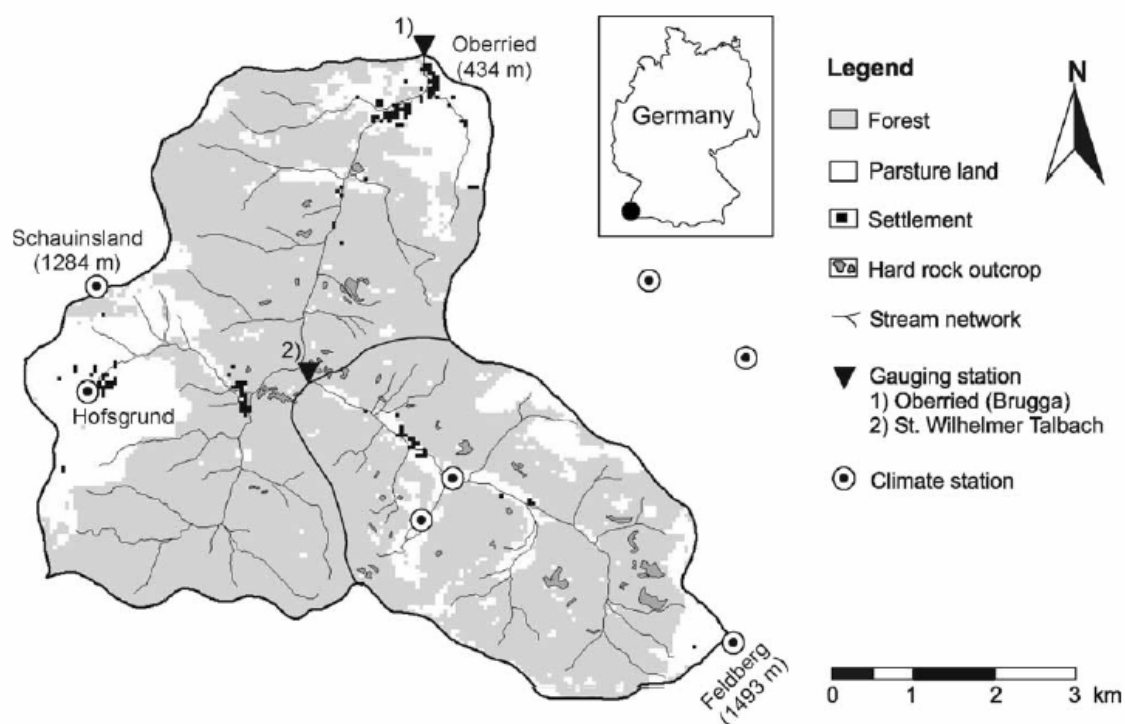 1)
Oberried
(434 m)
Schauinsland
(1284 m)
2)
Hofsgrund
Feldberg
(1493 m)
Germany
Legend
Forest
Parsture land
Settlement
Hard rock outcrop
Stream network
Gauging station
1) Oberried (Brugga)
2) St. Wilhelmer Talbach
Climate station
N
0 1 2 3 km